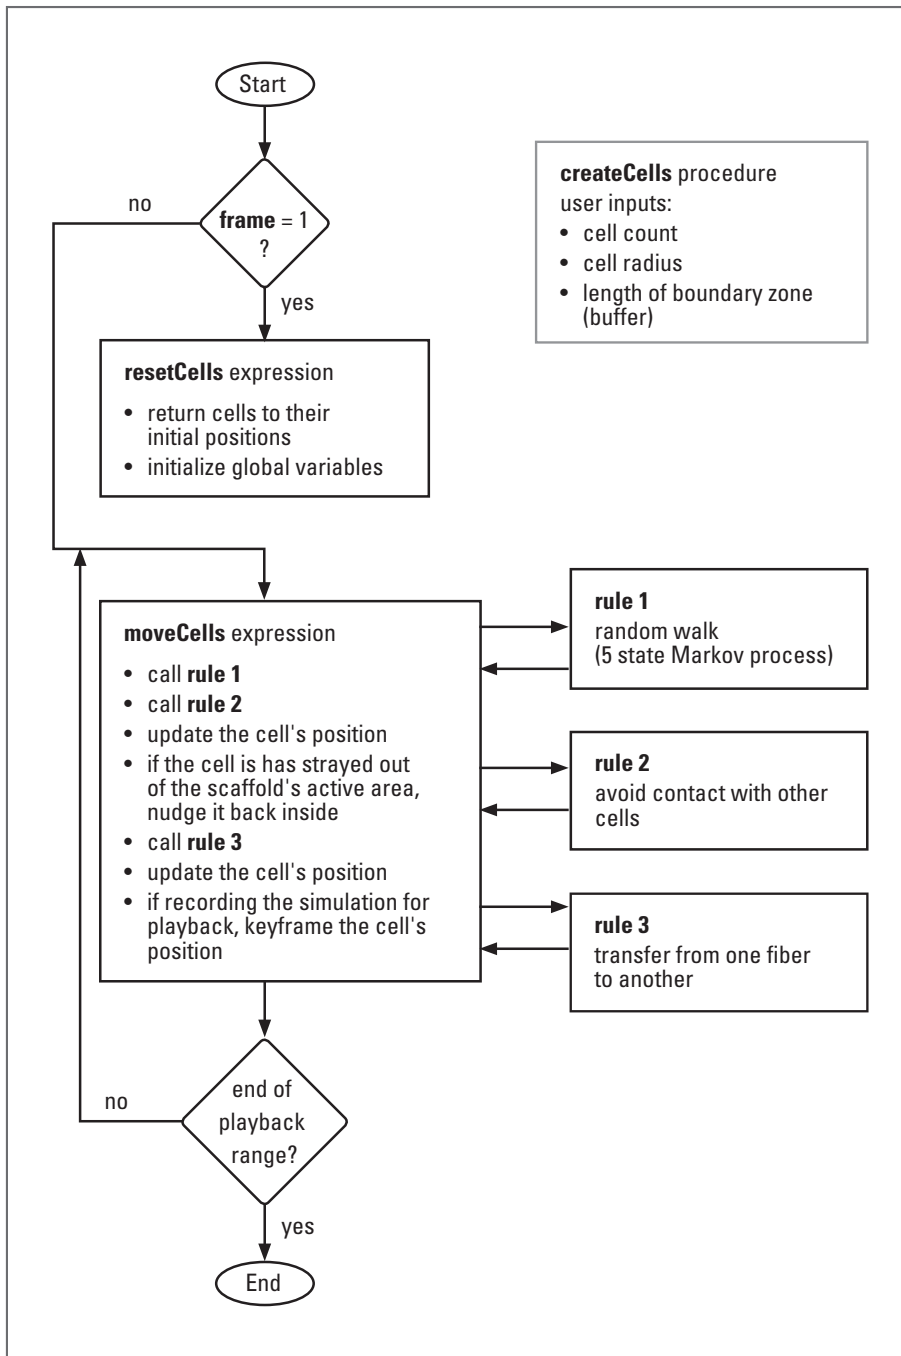 Start
frame = 1
?
no
yes
createCells procedure
user inputs:
• cell count
• cell radius
• length of boundary zone
(buffer)
resetCells expression
• return cells to their
initial positions
• initialize global variables
moveCells expression
• call rule 1
• call rule 2
• update the cell's position
• if the cell is has strayed out
of the scaffold's active area,
nudge it back inside
• call rule 3
• update the cell's position
• if recording the simulation for
playback, keyframe the cell's
position
rule 1
random walk
(5 state Markov process)
rule 2
avoid contact with other
cells
rule 3
transfer from one fiber
to another
end of
playback
range?
no
yes
End